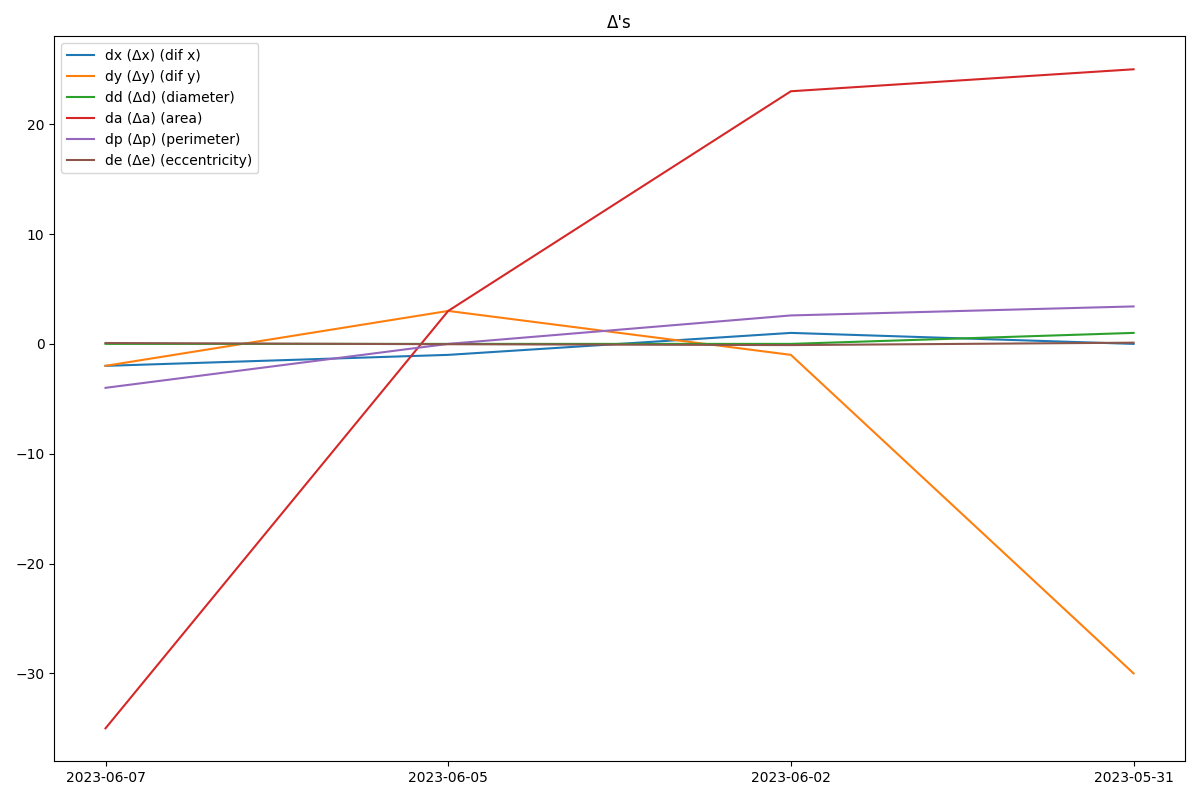 Δ's
dx (Δx) (dif x)
dy (Δy) (dif y)
dd (Δd) (diameter)
da (Δa) (area)
dp (Δp) (perimeter)
de (Δe) (eccentricity)
20
10
0
−10
−20
−30
2023-06-07 2023-06-05 2023-06-02 2023-05-31